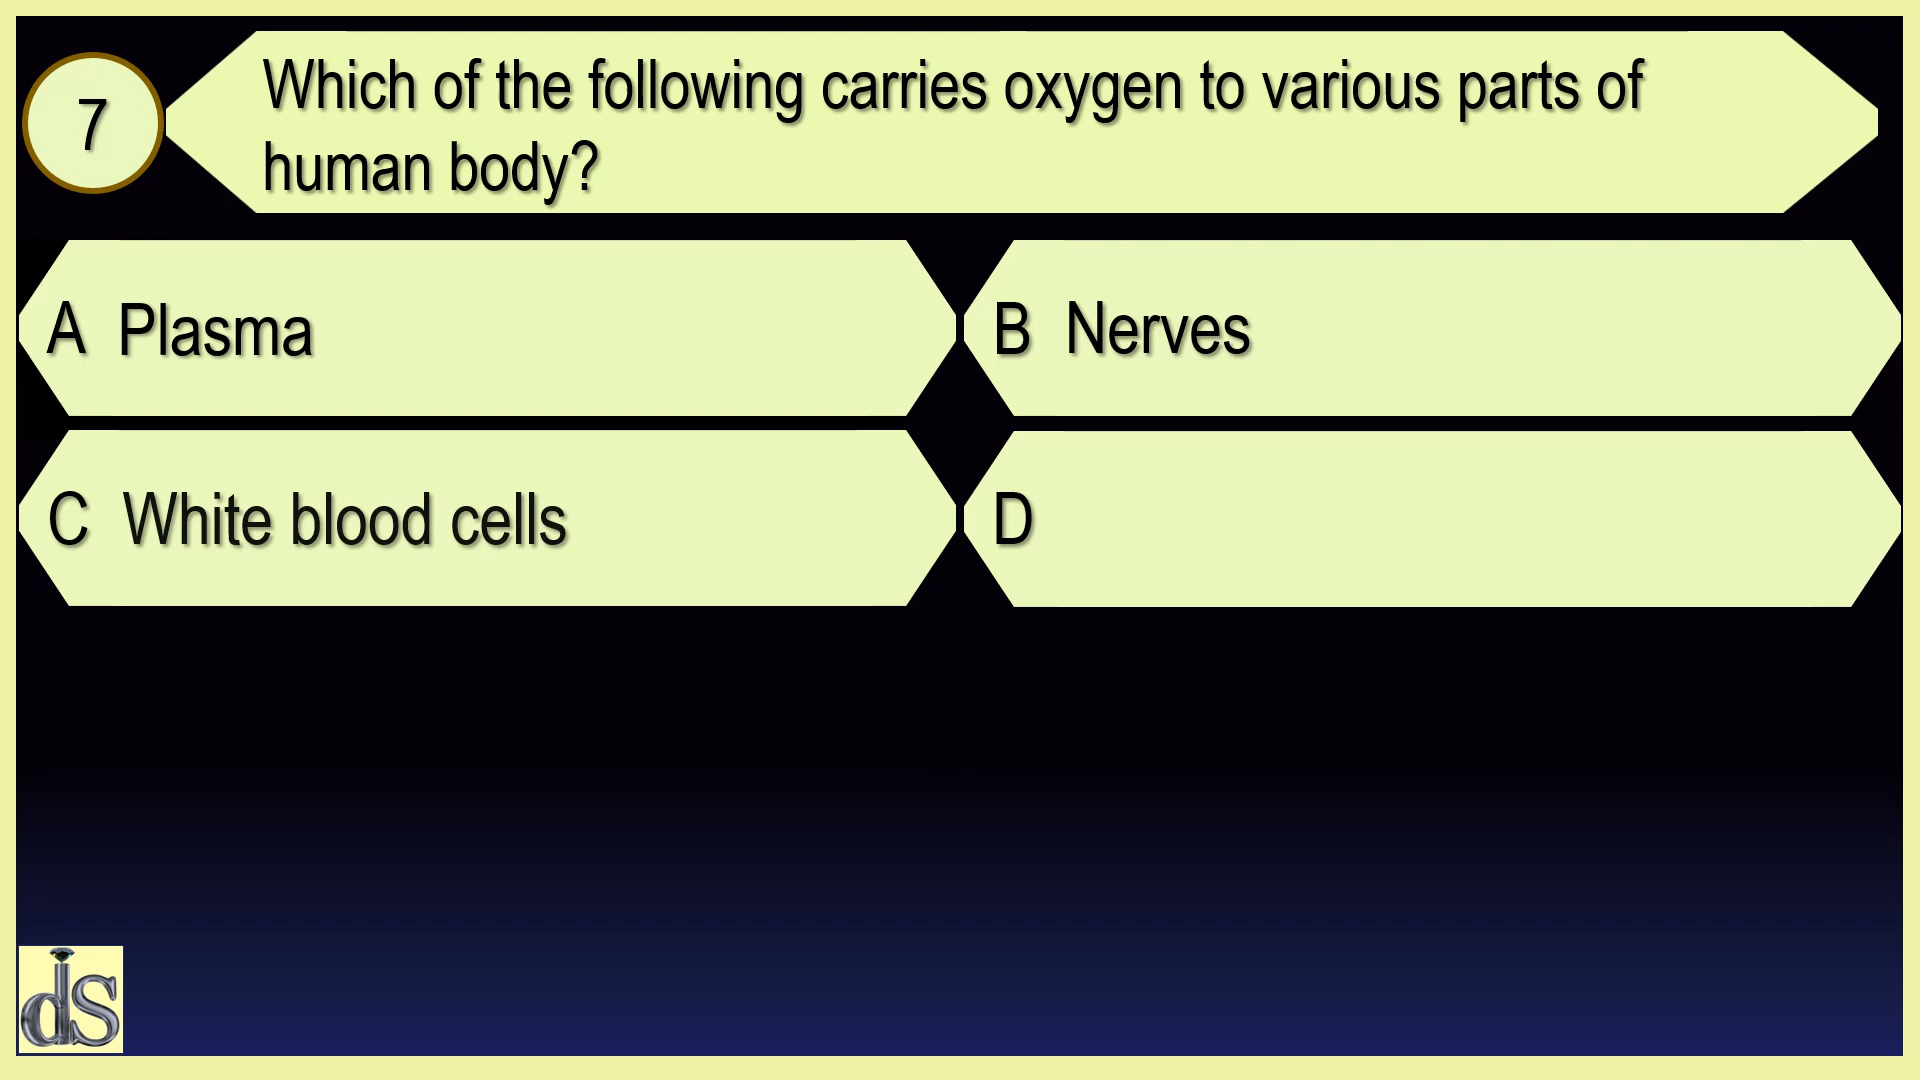 7
Which of the following carries oxygen to various parts of
human body?
A Plasma
B Nerves
C White blood cells
D
dS